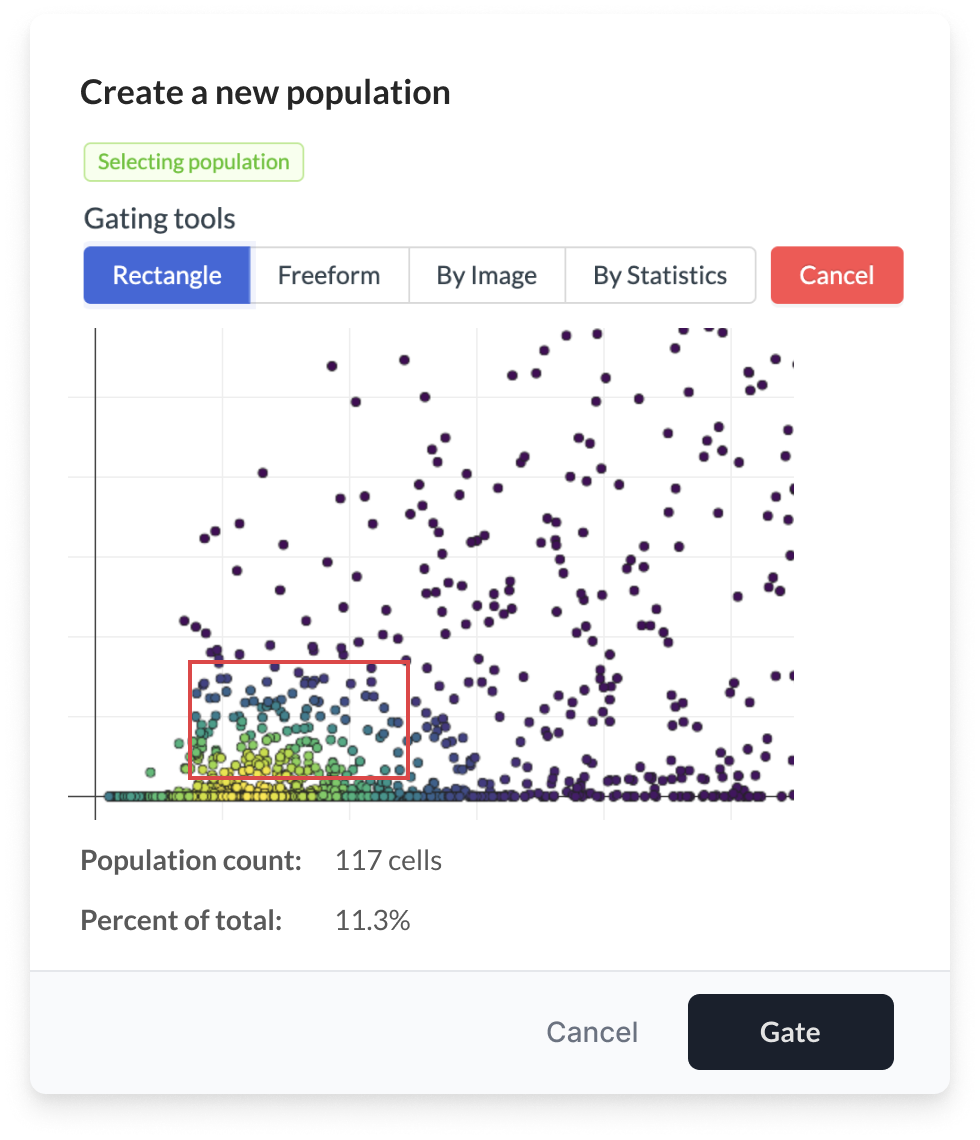 Create a new population
Selecting population
Gating tools
Rectangle Freeform By Image By Statistics Cancel
Population count: 117 cells
Percent of total: 11.3%
Cancel Gate